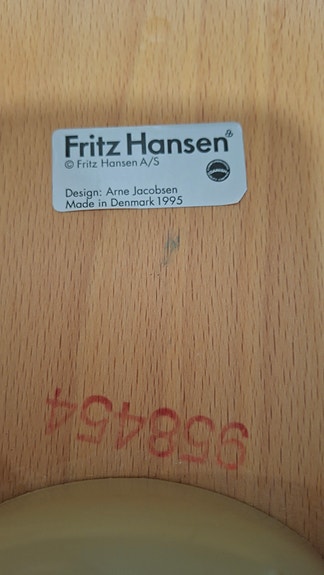 Fritz Hansen
© Fritz Hansen A/S
Design: Arne Jacobsen
Made in Denmark 1995
958454